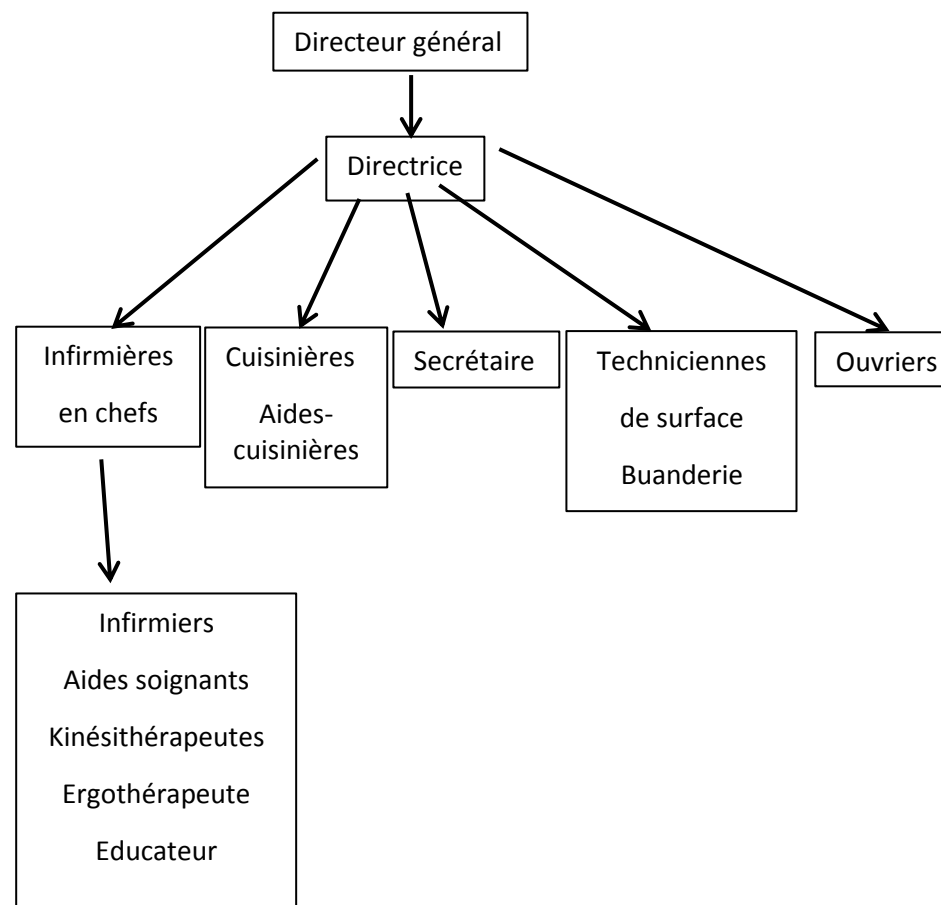 Directeur général
Directrice
Infirmières
en chefs
Cuisinières
Aides-
cuisinières
Secrétaire
Techniciennes
de surface
Buanderie
Ouvriers
Infirmiers
Aides soignants
Kinésithérapeutes
Ergothérapeute
Educateur